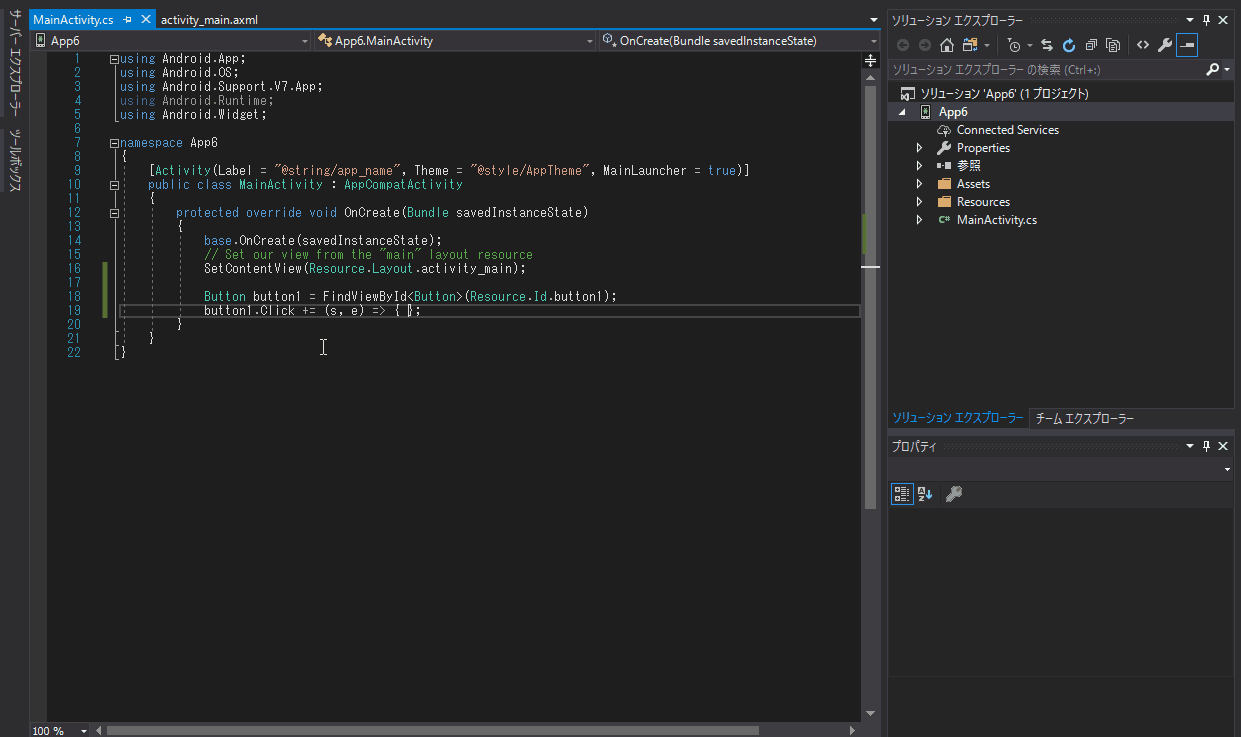 サーバー エクスプローラー
ツールボックス
MainActivity.cs
activity_main.axml
App6
App6.MainActivity
OnCreate(Bundle savedInstanceState)
1 using Android.App;
2 using Android.OS;
3 using Android.Support.V7.App;
4 using Android.Runtime;
5 using Android.Widget;
6
7 namespace App6
8 {
9 [Activity(Label = "@string/app_name", Theme = "@style/AppTheme", MainLauncher = true)]
10 public class MainActivity : AppCompatActivity
11 {
12 protected override void OnCreate(Bundle savedInstanceState)
13 {
14 base.OnCreate(savedInstanceState);
15 // Set our view from the "main" layout resource
16 SetContentView(Resource.Layout.activity_main);
17
18 Button button1 = FindViewById<Button>(Resource.Id.button1);
19 button1.Click += (s, e) => { };
20 }
21 }
22 }
100 %
ソリューション エクスプローラー
ソリューション エクスプローラー の検索 (Ctrl+:)
ソリューション 'App6' (1 プロジェクト)
App6
Connected Services
Properties
参照
Assets
Resources
C# MainActivity.cs
ソリューション エクスプローラー
チーム エクスプローラー
プロパティ